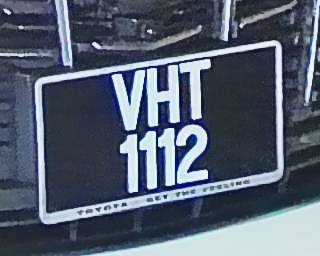 VHT
1112
TOYOTA GET THE FEELING